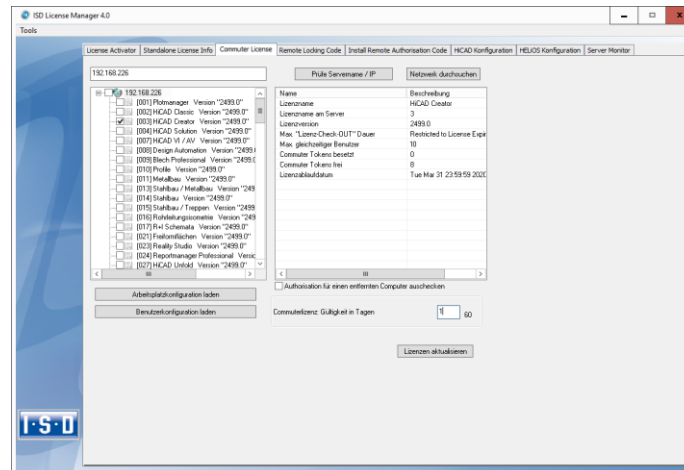 ISD License Manager 4.0
Tools
License Activator Standalone License Info Commuter License Remote Locking Code Install Remote Authorisation Code HiCAD Konfiguration HELiOS Konfiguration Server Monitor
192.168.226
Prüfe Servername / IP
Netzwerk durchsuchen
192.168.226
[001] Plotmanager Version "2499.0"
[002] HiCAD Classic Version "2499.0"
[003] HiCAD Creator Version "2499.0"
[004] HiCAD Solution Version "2499.0"
[007] HiCAD VI / AV Version "2499.0"
[008] Design Automation Version "2499.
[009] Blech Professional Version "2499.0
[010] Profile Version "2499.0"
[011] Metallbau Version "2499.0"
[013] Stahlbau / Metallbau Version "249
[014] Stahlbau Version "2499.0"
[015] Stahlbau / Treppen Version "2499
[016] Rohrleitungsisometrie Version "249
[017] R+I Schemata Version "2499.0"
[021] Freiformflächen Version "2499.0"
[023] Reality Studio Version "2499.0"
[024] Reportmanager Professional Versic
[027] HiCAD Unfold Version "2499.0"
Name Beschreibung
Lizenzname HiCAD Creator
Lizenzname am Server 3
Lizenzversion 2499.0
Max. "Lizenz-Check-OUT" Dauer Restricted to License Expir
Max. gleichzeitiger Benutzer 10
Commuter Tokens besetzt 0
Commuter Tokens frei 8
Lizenzablaufdatum Tue Mar 31 23:59:59 202
Authorisation für einen entfernten Computer auschecken
Arbeitsplatzkonfiguration laden
Benutzerkonfiguration laden
Commuterlizenz: Gültigkeit in Tagen
1
60
Lizenzen aktualisieren
I·S·D